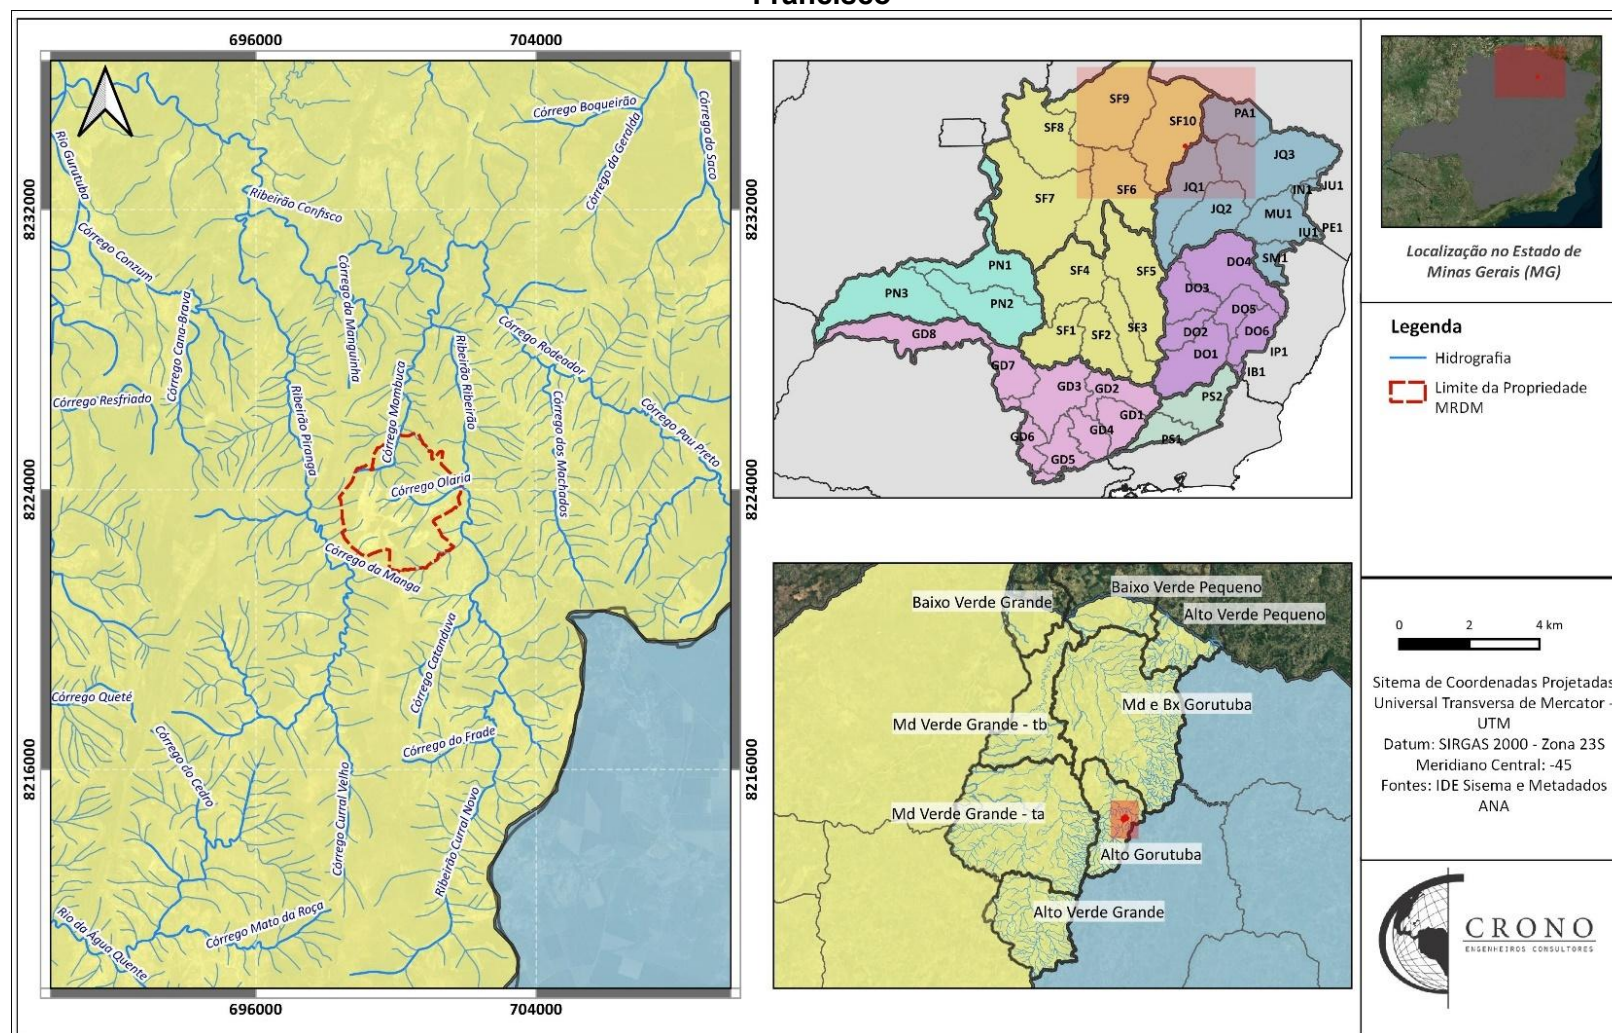 Francisco
696000
704000
8232000
8224000
8216000
8232000
8224000
8216000
696000
704000
Córrego Boqueirão
Córrego da Geralda
Córrego do Saco
Rio Gurutuba
Ribeirão Confisco
Córrego Conzum
Córrego da Manguinha
Córrego Cana-Brava
Córrego Rodeador
Ribeirão Ribeirão
Córrego Resfriado
Ribeirão Piranga
Córrego Mombuca
Córrego dos Machados
Córrego Pau Preto
Córrego Olaria
Córrego da Manga
Córrego Catanduva
Córrego Queté
Córrego do Cedro
Córrego do Frade
Córrego Curral Velho
Ribeirão Curral Novo
Córrego Mato da Roça
Rio da Água Quente
SF9
SF8
SF10
PA1
JQ3
SF6
JQ1
IN1
JU1
SF7
JQ2
MU1
IU1
PE1
PN1
SF4
SF5
DO4
SM1
PN3
PN2
DO3
DO5
SF1
SF2
SF3
DO2
DO6
GD8
DO1
IP1
GD7
IB1
GD3
GD2
PS2
GD1
GD6
GD4
PS1
GD5
Baixo Verde Pequeno
Baixo Verde Grande
Alto Verde Pequeno
Md e Bx Gorutuba
Md Verde Grande - tb
Md Verde Grande - ta
Alto Gorutuba
Alto Verde Grande
Localização no Estado de
Minas Gerais (MG)
Legenda
Hidrografia
Limite da Propriedade
MRDM
0 2 4 km
Sitema de Coordenadas Projetadas
Universal Transversa de Mercator -
UTM
Datum: SIRGAS 2000 - Zona 23S
Meridiano Central: -45
Fontes: IDE Sisema e Metadados
ANA
CRONO
ENGENHEIROS CONSULTORES